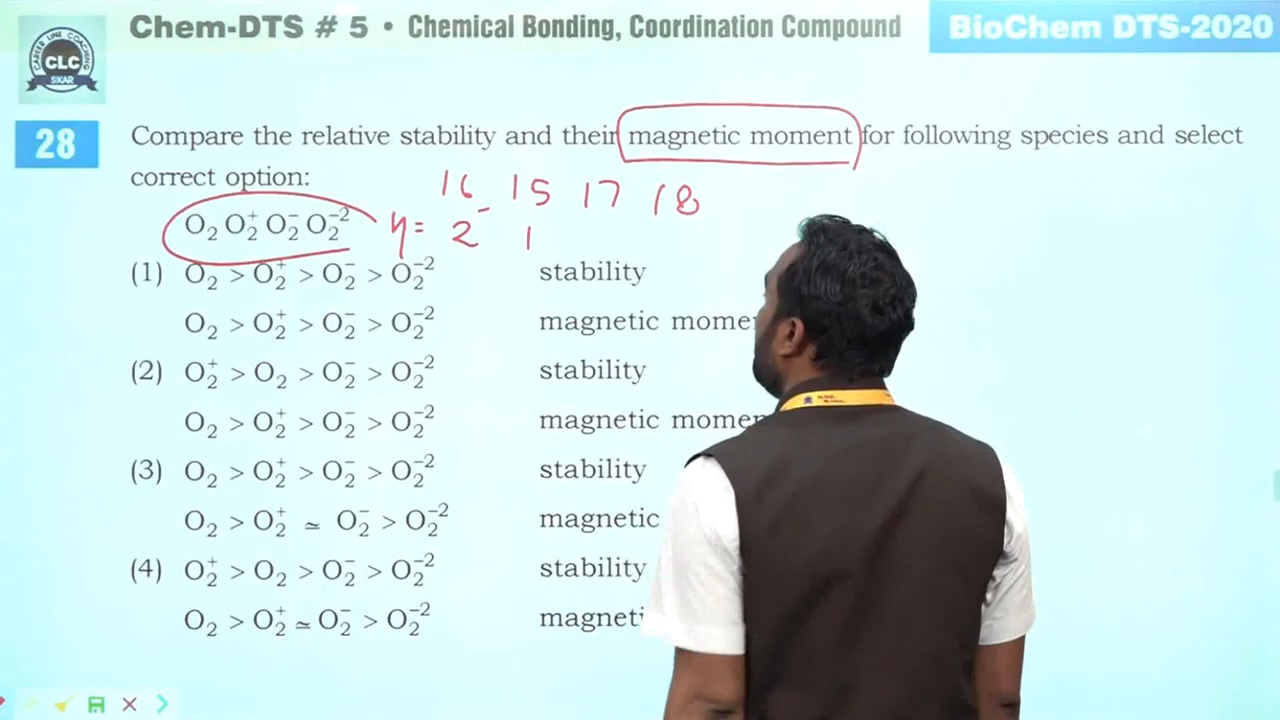 Chem-DTS # 5 • Chemical Bonding, Coordination Compound
BioChem DTS-2020
CAREER LINE COACHING
CLC
SIKAR
28 Compare the relative stability and their magnetic moment for following species and select
correct option:
16 15 17 18
O₂ O₂⁺ O₂⁻ O₂⁻²
η = 2 1
(1) O₂ > O₂⁺ > O₂⁻ > O₂⁻² stability
O₂ > O₂⁺ > O₂⁻ > O₂⁻² magnetic
(2) O₂⁺ > O₂ > O₂⁻ > O₂⁻² stability
O₂ > O₂⁺ > O₂⁻ > O₂⁻² magnetic
(3) O₂ > O₂⁺ > O₂⁻ > O₂⁻² stability
O₂ > O₂⁺ ≃ O₂⁻ > O₂⁻² magnetic
(4) O₂⁺ > O₂ > O₂⁻ > O₂⁻² stability
O₂ > O₂⁺ ≃ O₂⁻ > O₂⁻²